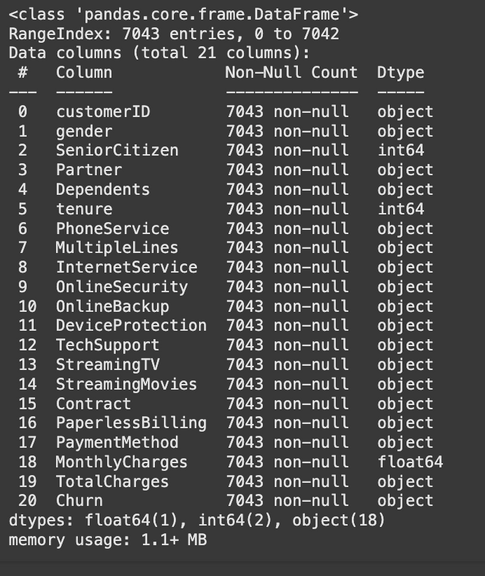 <class 'pandas.core.frame.DataFrame'>
RangeIndex: 7043 entries, 0 to 7042
Data columns (total 21 columns):
 #   Column            Non-Null Count  Dtype
---  ------            --------------  -----
 0   customerID        7043 non-null   object
 1   gender            7043 non-null   object
 2   SeniorCitizen     7043 non-null   int64
 3   Partner           7043 non-null   object
 4   Dependents        7043 non-null   object
 5   tenure            7043 non-null   int64
 6   PhoneService      7043 non-null   object
 7   MultipleLines     7043 non-null   object
 8   InternetService   7043 non-null   object
 9   OnlineSecurity    7043 non-null   object
 10  OnlineBackup      7043 non-null   object
 11  DeviceProtection  7043 non-null   object
 12  TechSupport       7043 non-null   object
 13  StreamingTV       7043 non-null   object
 14  StreamingMovies   7043 non-null   object
 15  Contract          7043 non-null   object
 16  PaperlessBilling  7043 non-null   object
 17  PaymentMethod     7043 non-null   object
 18  MonthlyCharges    7043 non-null   float64
 19  TotalCharges      7043 non-null   object
 20  Churn             7043 non-null   object
dtypes: float64(1), int64(2), object(18)
memory usage: 1.1+ MB